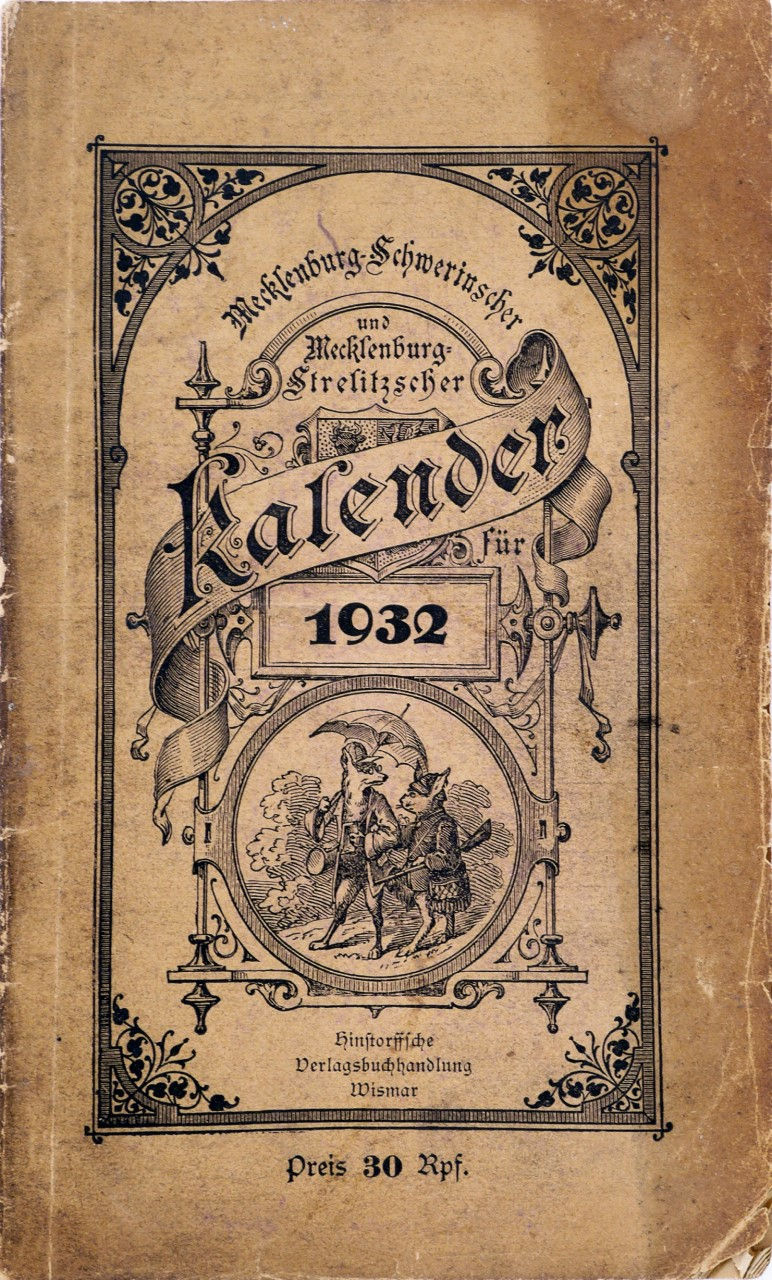 Mecklenburg-Schwerinscher
und
Mecklenburg-
Strelitzscher
Kalender
für
1932
Hinstorffsche
Verlagsbuchhandlung
Wismar
Preis 30 Rpf.